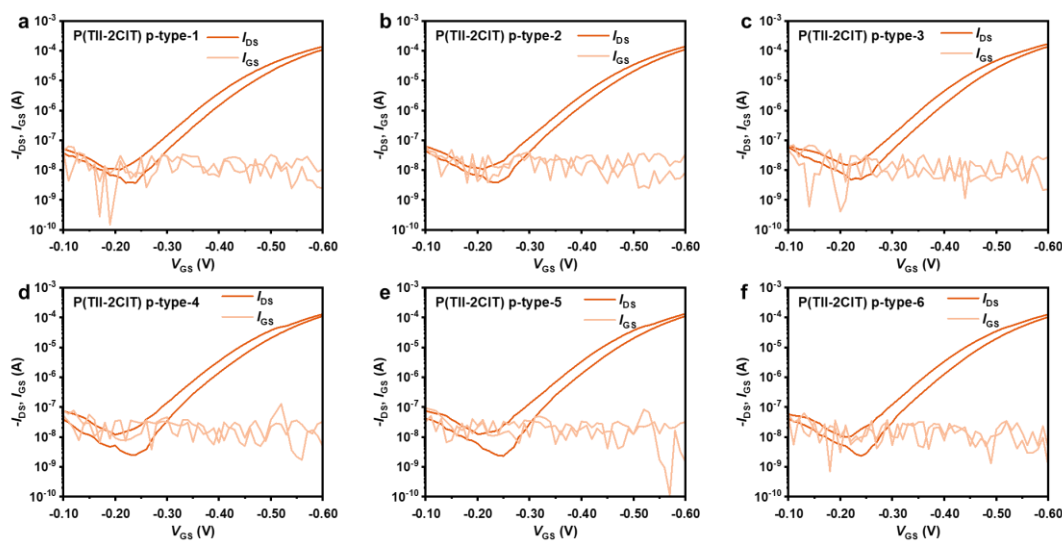 a
P(TII-2CIT) p-type-1
I_DS
I_GS
-I_DS, I_GS (A)
10^-3
10^-4
10^-5
10^-6
10^-7
10^-8
10^-9
10^-10
-0.10 -0.20 -0.30 -0.40 -0.50 -0.60
V_GS (V)
b
P(TII-2CIT) p-type-2
I_DS
I_GS
-I_DS, I_GS (A)
10^-3
10^-4
10^-5
10^-6
10^-7
10^-8
10^-9
10^-10
-0.10 -0.20 -0.30 -0.40 -0.50 -0.60
V_GS (V)
c
P(TII-2CIT) p-type-3
I_DS
I_GS
-I_DS, I_GS (A)
10^-3
10^-4
10^-5
10^-6
10^-7
10^-8
10^-9
10^-10
-0.10 -0.20 -0.30 -0.40 -0.50 -0.60
V_GS (V)
d
P(TII-2CIT) p-type-4
I_DS
I_GS
-I_DS, I_GS (A)
10^-3
10^-4
10^-5
10^-6
10^-7
10^-8
10^-9
10^-10
-0.10 -0.20 -0.30 -0.40 -0.50 -0.60
V_GS (V)
e
P(TII-2CIT) p-type-5
I_DS
I_GS
-I_DS, I_GS (A)
10^-3
10^-4
10^-5
10^-6
10^-7
10^-8
10^-9
10^-10
-0.10 -0.20 -0.30 -0.40 -0.50 -0.60
V_GS (V)
f
P(TII-2CIT) p-type-6
I_DS
I_GS
-I_DS, I_GS (A)
10^-3
10^-4
10^-5
10^-6
10^-7
10^-8
10^-9
10^-10
-0.10 -0.20 -0.30 -0.40 -0.50 -0.60
V_GS (V)